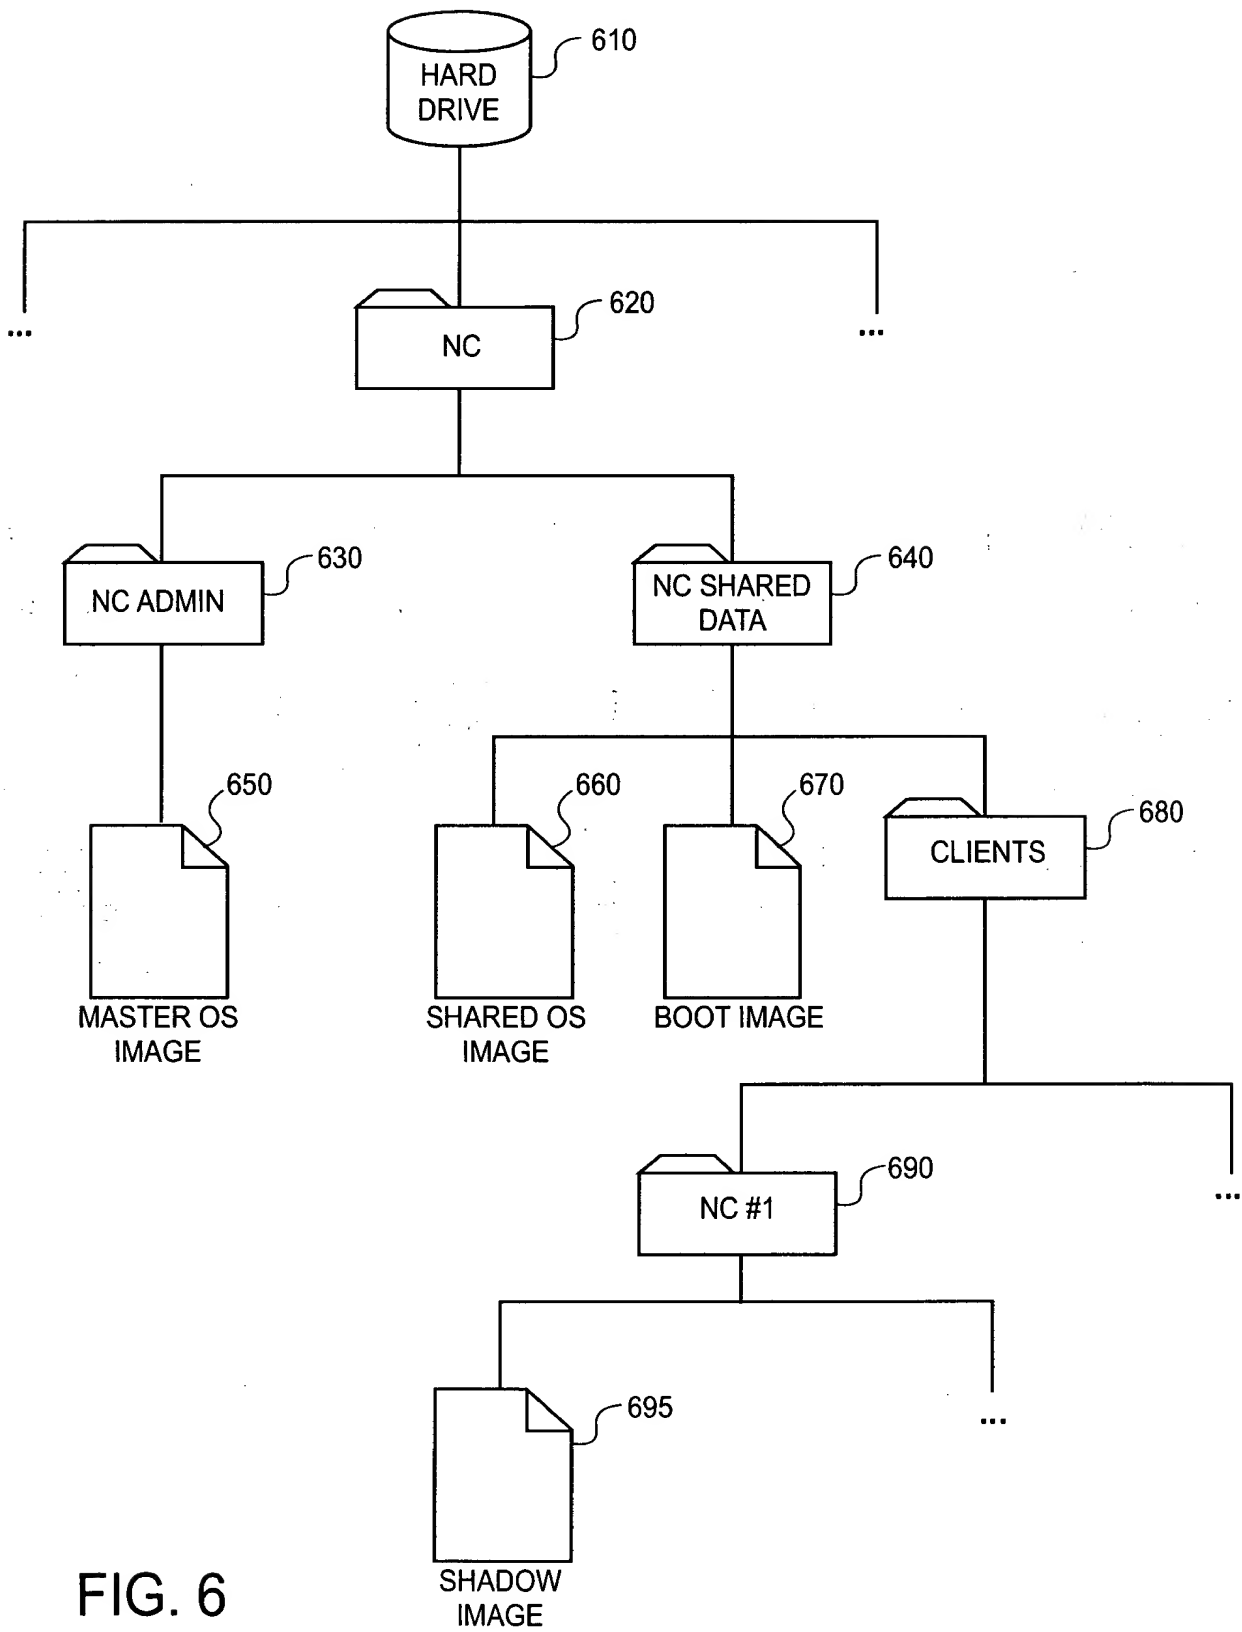 610
HARD
DRIVE
620
...
...
NC
630
640
NC ADMIN
NC SHARED
DATA
650
660
670
680
CLIENTS
MASTER OS
IMAGE
SHARED OS
IMAGE
BOOT IMAGE
690
...
NC #1
695
...
SHADOW
IMAGE
FIG. 6